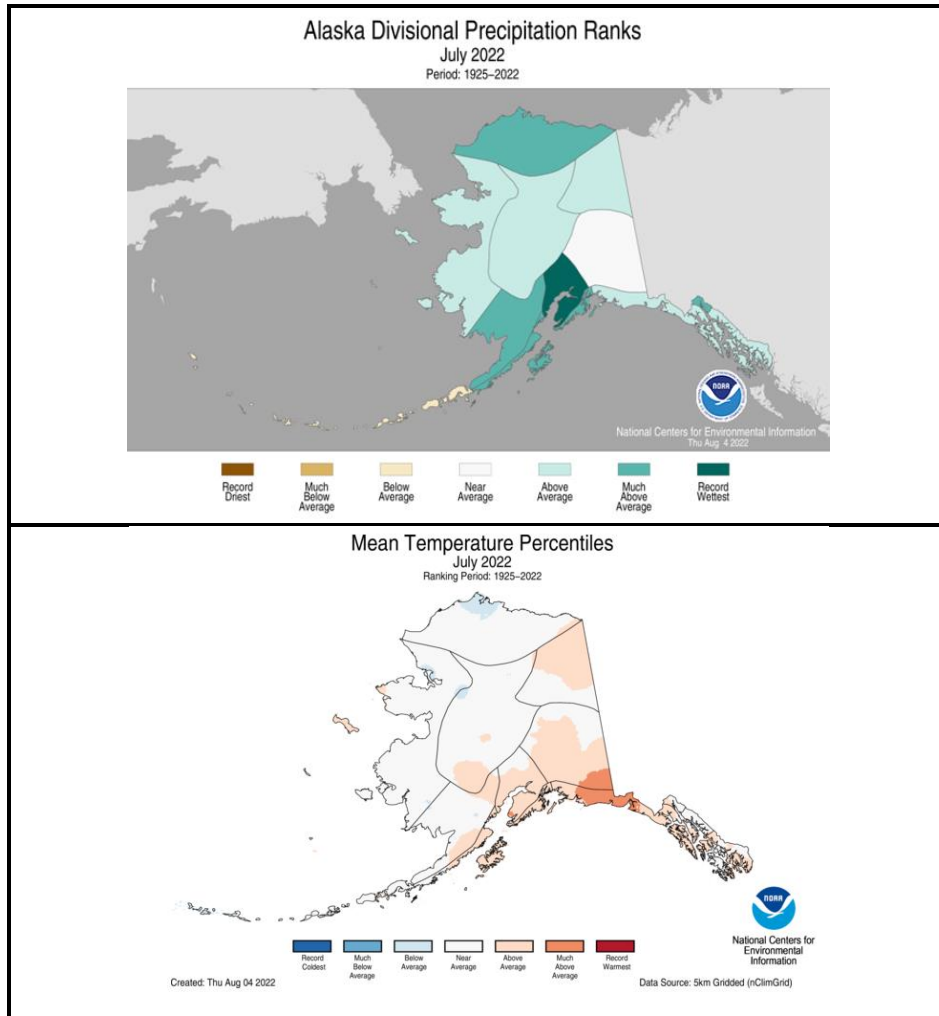 Alaska Divisional Precipitation Ranks
July 2022
Period: 1925–2022
NOAA
National Centers for Environmental Information
Thu Aug 4 2022
Record
Driest
Much
Below
Average
Below
Average
Near
Average
Above
Average
Much
Above
Average
Record
Wettest
Mean Temperature Percentiles
July 2022
Ranking Period: 1925–2022
NOAA
National Centers for
Environmental
Information
Record
Coldest
Much
Below
Average
Below
Average
Near
Average
Above
Average
Much
Above
Average
Record
Warmest
Created: Thu Aug 04 2022
Data Source: 5km Gridded (nClimGrid)